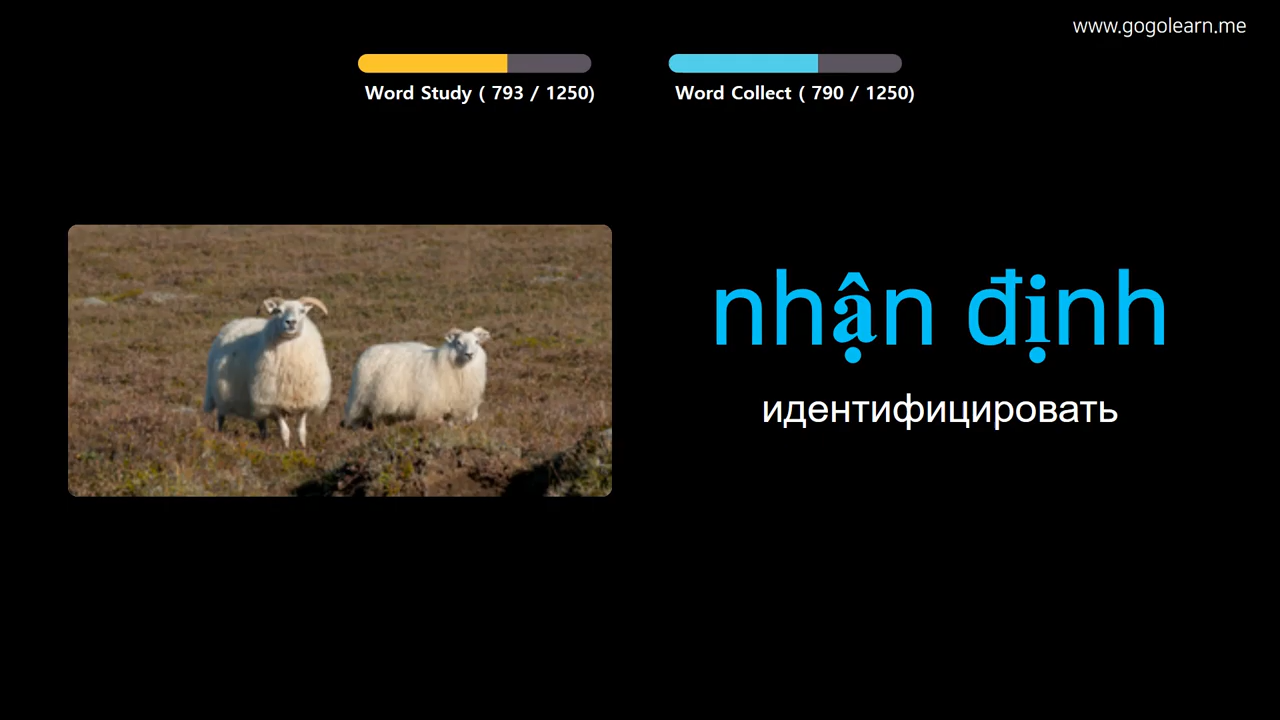 www.gogolearn.me
Word Study ( 793 / 1250)
Word Collect ( 790 / 1250)
nhận định
идентифицировать